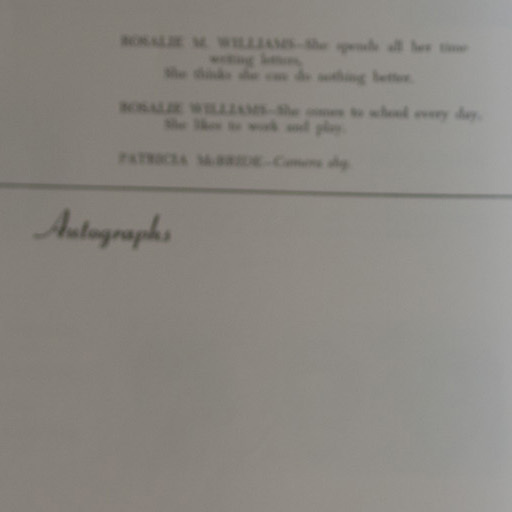 ROSALIE M. WILLIAMS—She spends all her time
writing letters,
She thinks she can do nothing better.
ROSALIE WILLIAMS—She comes to school every day,
She likes to work and play.
PATRICIA McBRIDE—Camera shy.
Autographs